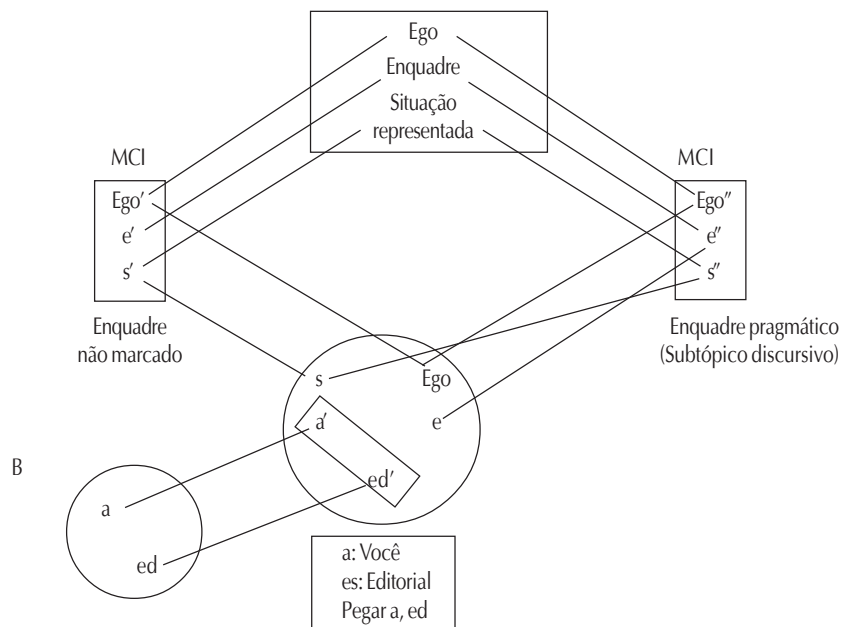 Ego
Enquadre
Situação
representada
MCI
MCI
Ego’
e’
s’
Ego”
e”
s”
Enquadre
não marcado
Enquadre pragmático
(Subtópico discursivo)
s
Ego
a’
e
ed’
B
a
ed
a: Você
es: Editorial
Pegar a, ed